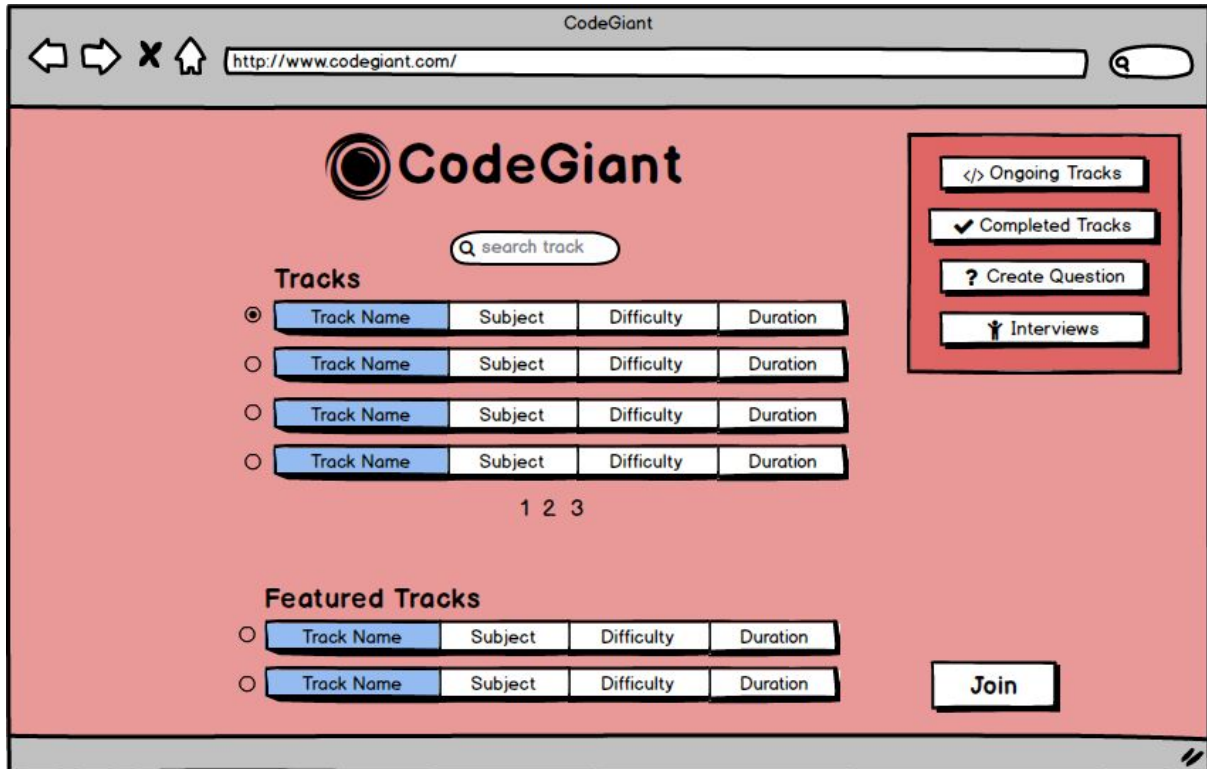 CodeGiant
http://www.codegiant.com/
CodeGiant
</> Ongoing Tracks
Completed Tracks
? Create Question
Interviews
search track
Tracks
Track Name Subject Difficulty Duration
Track Name Subject Difficulty Duration
Track Name Subject Difficulty Duration
Track Name Subject Difficulty Duration
1 2 3
Featured Tracks
Track Name Subject Difficulty Duration
Track Name Subject Difficulty Duration
Join